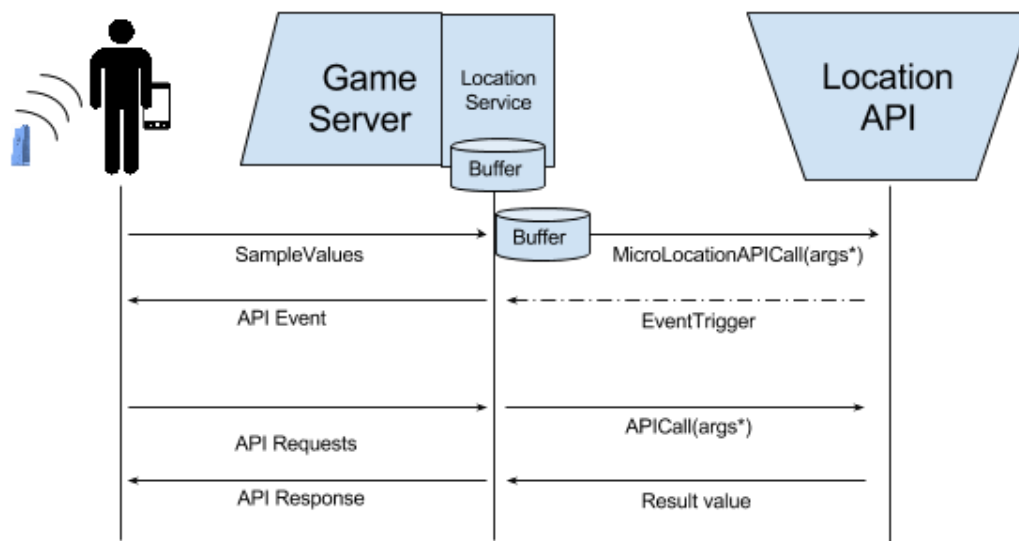 Game
Server
Location
Service
Buffer
Location
API
Buffer
SampleValues
MicroLocationAPICall(args*)
API Event
EventTrigger
API Requests
APICall(args*)
API Response
Result value